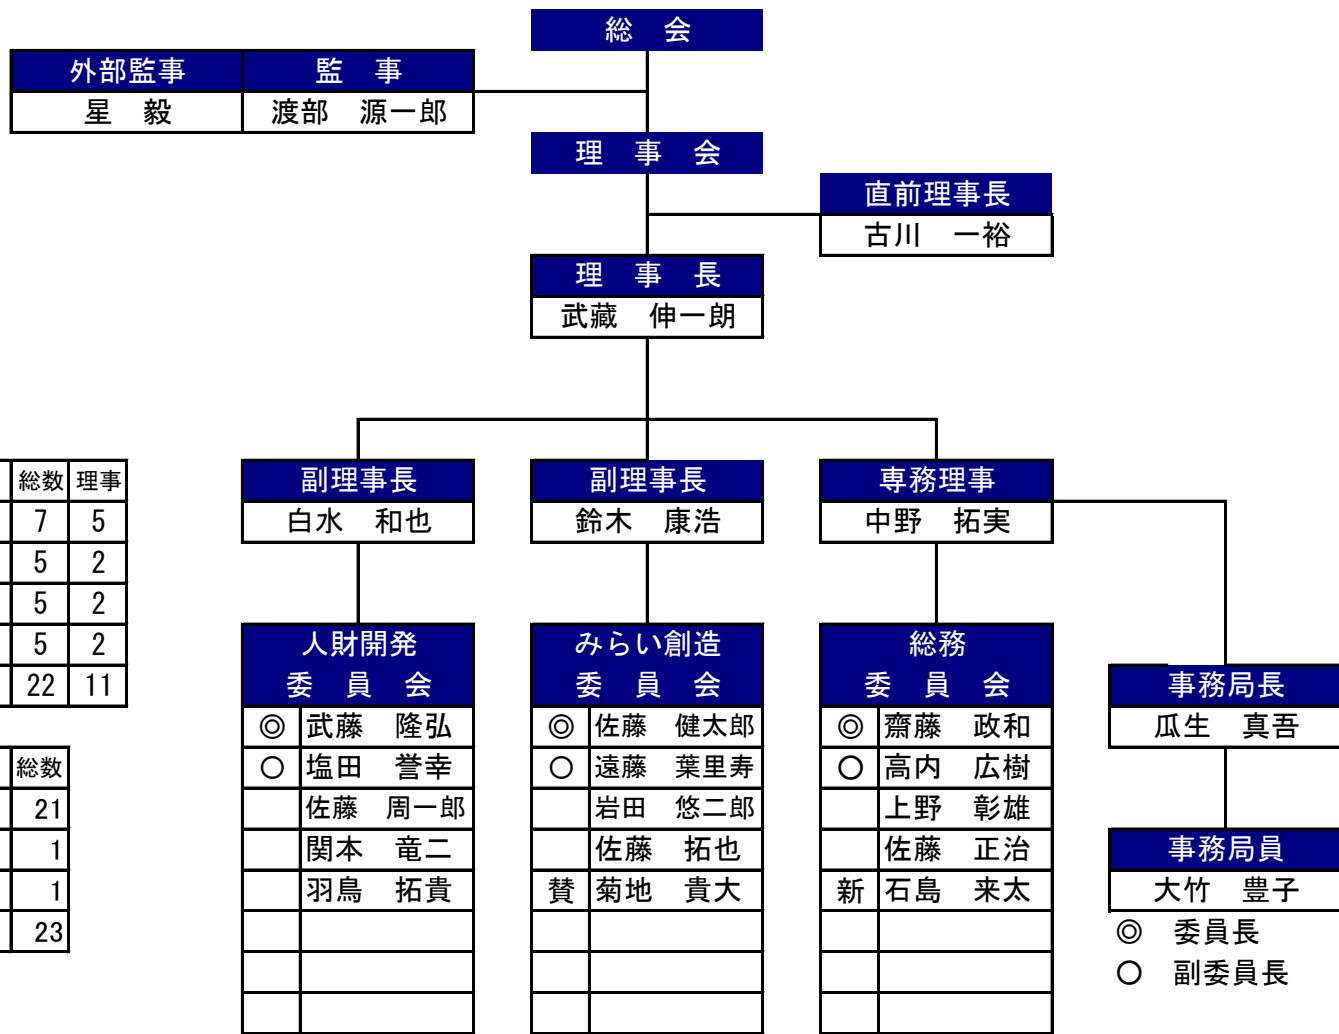 総　会
外部監事　監　事
星　毅　渡部　源一郎
理　事　会
直前理事長
古川　一裕
理　事　長
武藏　伸一朗
総数 理事
7 5
5 2
5 2
5 2
22 11
総数
21
1
1
23
副理事長
白水　和也
副理事長
鈴木　康浩
専務理事
中野　拓実
人財開発
委　員　会
◎ 武藤　隆弘
○ 塩田　誉幸
佐藤　周一郎
関本　竜二
羽鳥　拓貴
みらい創造
委　員　会
◎ 佐藤　健太郎
○ 遠藤　葉里寿
岩田　悠二郎
佐藤　拓也
賛 菊地　貴大
総務
委　員　会
◎ 齋藤　政和
○ 高内　広樹
上野　彰雄
佐藤　正治
新 石島　来太
事務局長
瓜生　真吾
事務局員
大竹　豊子
◎　委員長
○　副委員長